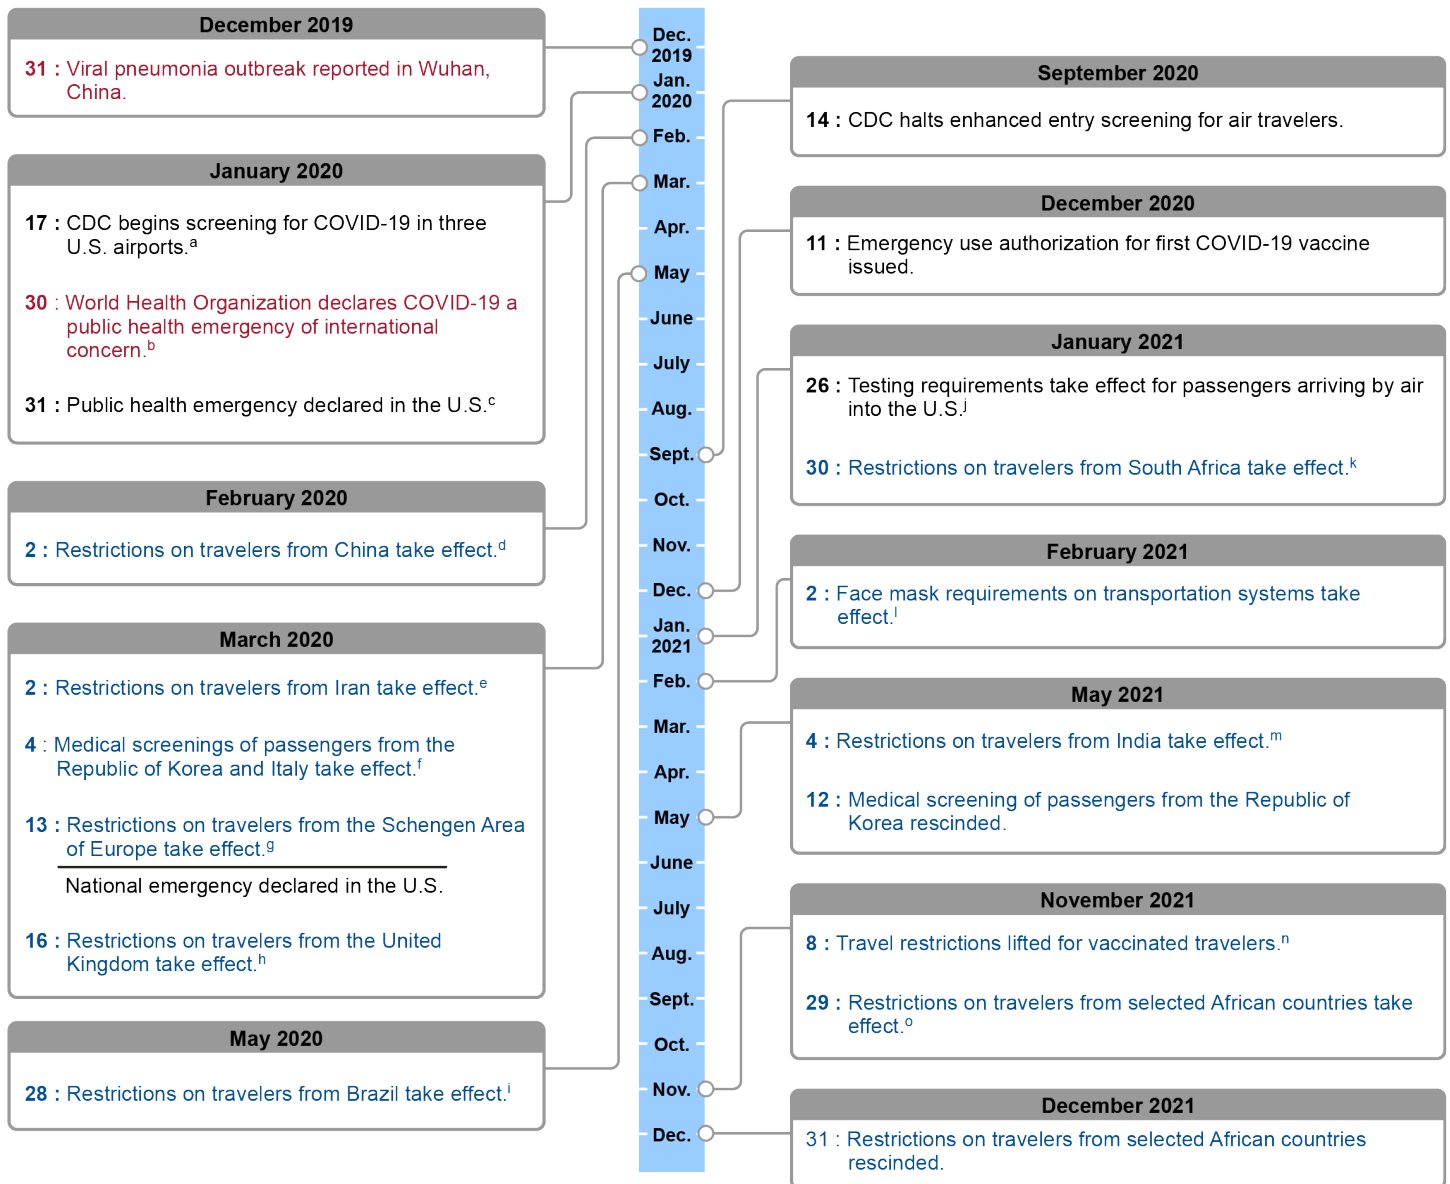 December 2019
31 : Viral pneumonia outbreak reported in Wuhan,
China.
January 2020
17 : CDC begins screening for COVID-19 in three
U.S. airports.a
30 : World Health Organization declares COVID-19 a
public health emergency of international
concern.b
31 : Public health emergency declared in the U.S.c
February 2020
2 : Restrictions on travelers from China take effect.d
March 2020
2 : Restrictions on travelers from Iran take effect.e
4 : Medical screenings of passengers from the
Republic of Korea and Italy take effect.f
13 : Restrictions on travelers from the Schengen Area
of Europe take effect.g
National emergency declared in the U.S.
16 : Restrictions on travelers from the United
Kingdom take effect.h
May 2020
28 : Restrictions on travelers from Brazil take effect.i
Dec.
2019
Jan.
2020
Feb.
Mar.
Apr.
May
June
July
Aug.
Sept.
Oct.
Nov.
Dec.
Jan.
2021
Feb.
Mar.
Apr.
May
June
July
Aug.
Sept.
Oct.
Nov.
Dec.
September 2020
14 : CDC halts enhanced entry screening for air travelers.
December 2020
11 : Emergency use authorization for first COVID-19 vaccine
issued.
January 2021
26 : Testing requirements take effect for passengers arriving by air
into the U.S.j
30 : Restrictions on travelers from South Africa take effect.k
February 2021
2 : Face mask requirements on transportation systems take
effect.l
May 2021
4 : Restrictions on travelers from India take effect.m
12 : Medical screening of passengers from the Republic of
Korea rescinded.
November 2021
8 : Travel restrictions lifted for vaccinated travelers.n
29 : Restrictions on travelers from selected African countries take
effect.o
December 2021
31 : Restrictions on travelers from selected African countries
rescinded.